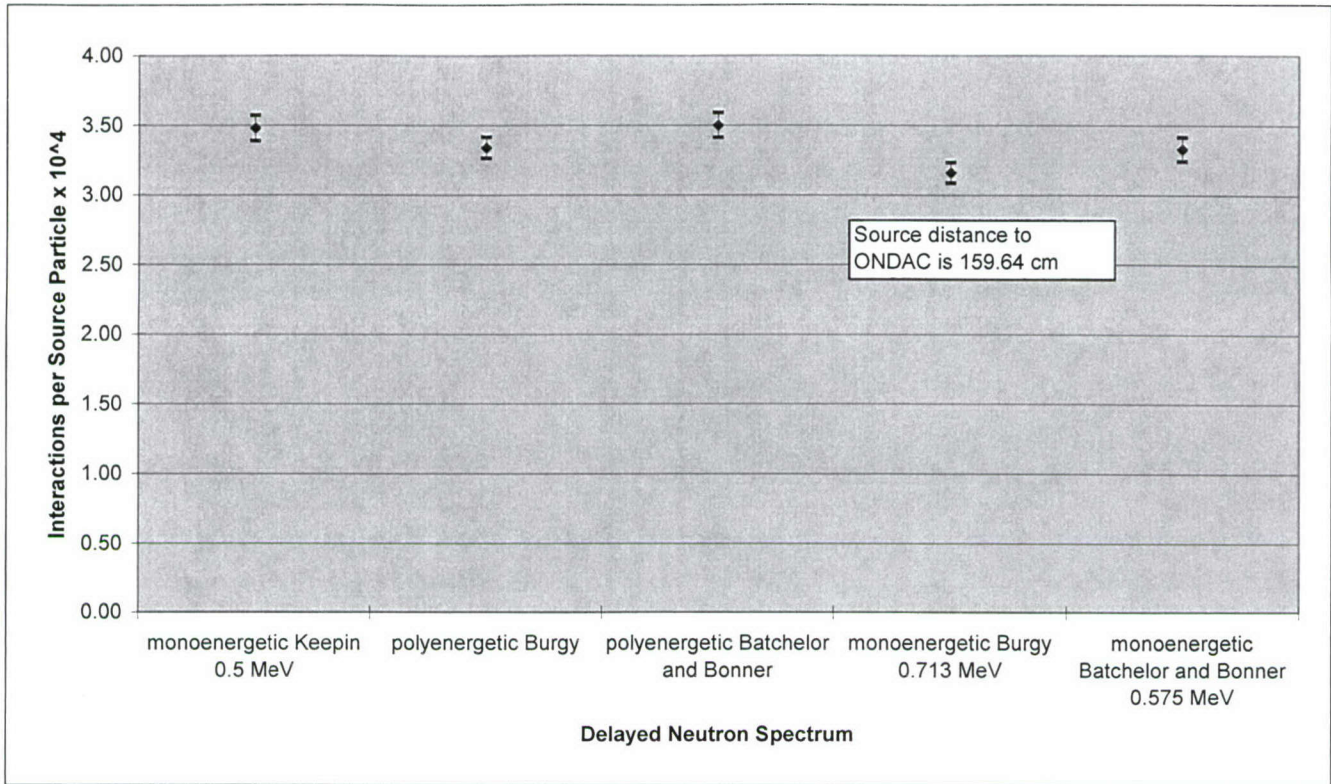 4.00
3.50
3.00
2.50
2.00
1.50
1.00
0.50
0.00
Interactions per Source Particle x 10^4
Source distance to
ONDAC is 159.64 cm
monoenergetic Keepin
0.5 MeV
polyenergetic Burgy
polyenergetic Batchelor
and Bonner
monoenergetic Burgy
0.713 MeV
monoenergetic
Batchelor and Bonner
0.575 MeV
Delayed Neutron Spectrum